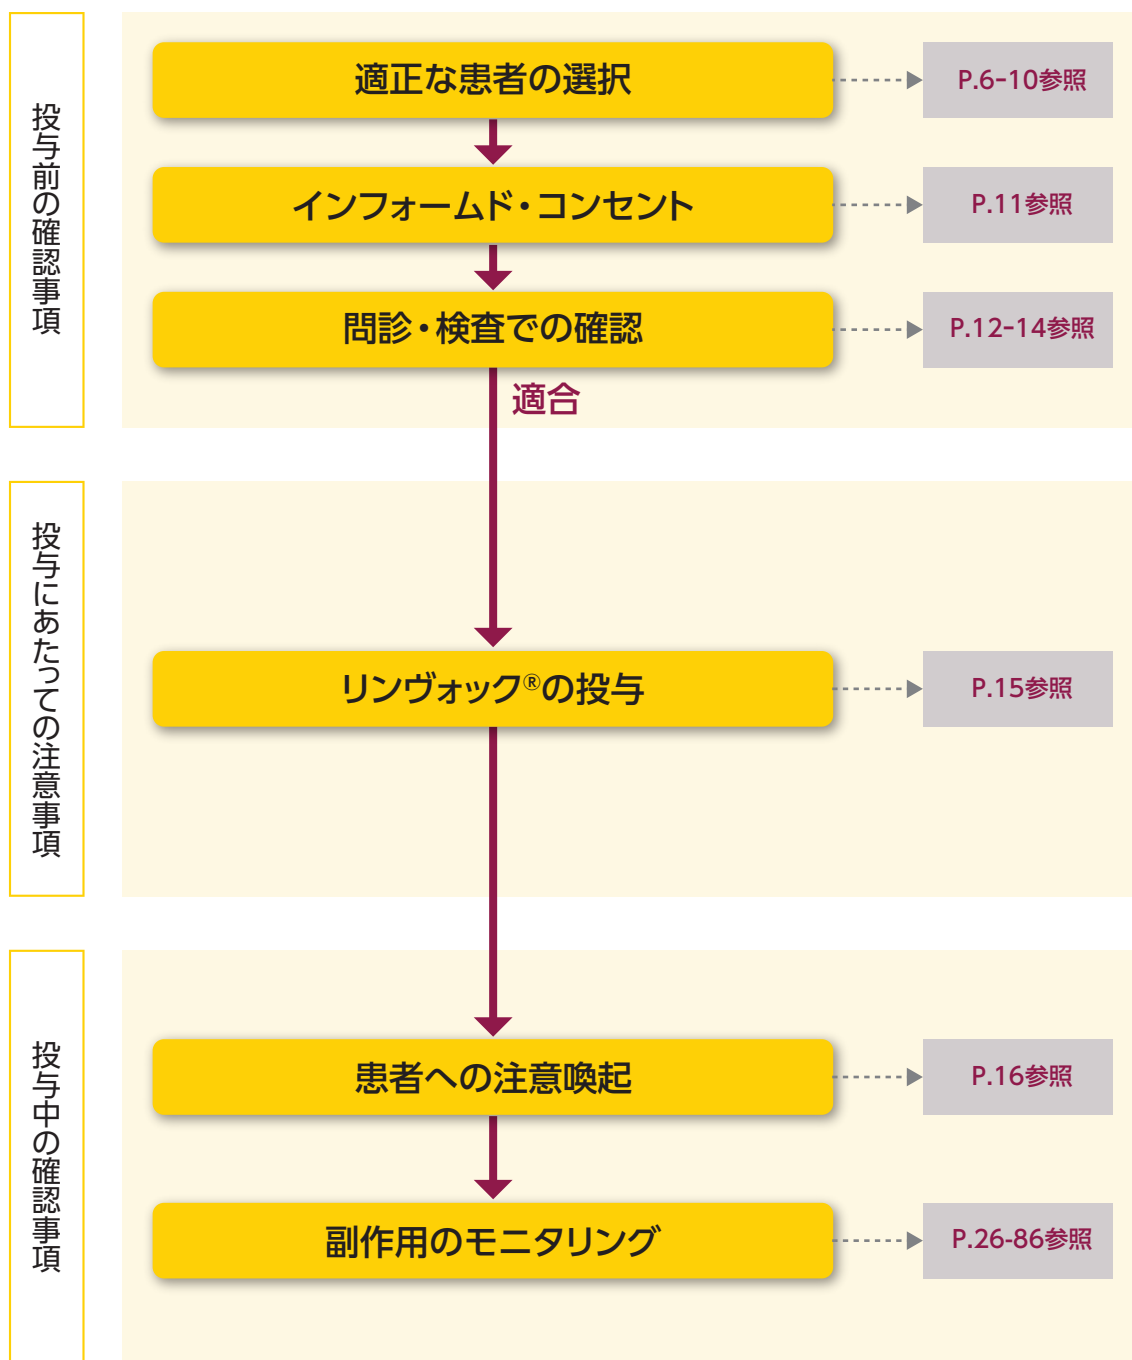 投与前の確認事項
適正な患者の選択
P.6-10参照
インフォームド・コンセント
P.11参照
問診・検査での確認
P.12-14参照
適合
投与にあたっての注意事項
リンヴォック®の投与
P.15参照
投与中の確認事項
患者への注意喚起
P.16参照
副作用のモニタリング
P.26-86参照